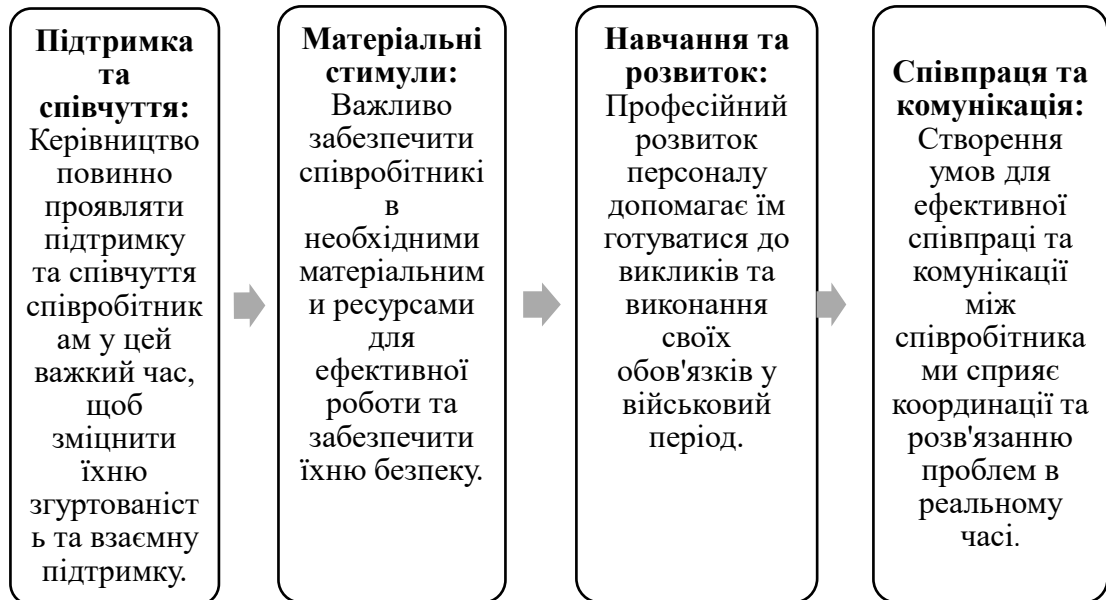 Підтримка
та
співчуття:
Керівництво
повинно
проявляти
підтримку
та співчуття
співробітник
ам у цей
важкий час,
щоб
зміцнити
їхню
згуртованіст
ь та взаємну
підтримку.
Матеріальні
стимули:
Важливо
забезпечити
співробітникі
в
необхідними
матеріальним
и ресурсами
для
ефективної
роботи та
забезпечити
їхню безпеку.
Навчання та
розвиток:
Професійний
розвиток
персоналу
допомагає їм
готуватися до
викликів та
виконання
своїх
обов'язків у
військовий
період.
Співпраця та
комунікація:
Створення
умов для
ефективної
співпраці та
комунікації
між
співробітника
ми сприяє
координації та
розв'язанню
проблем в
реальному
часі.